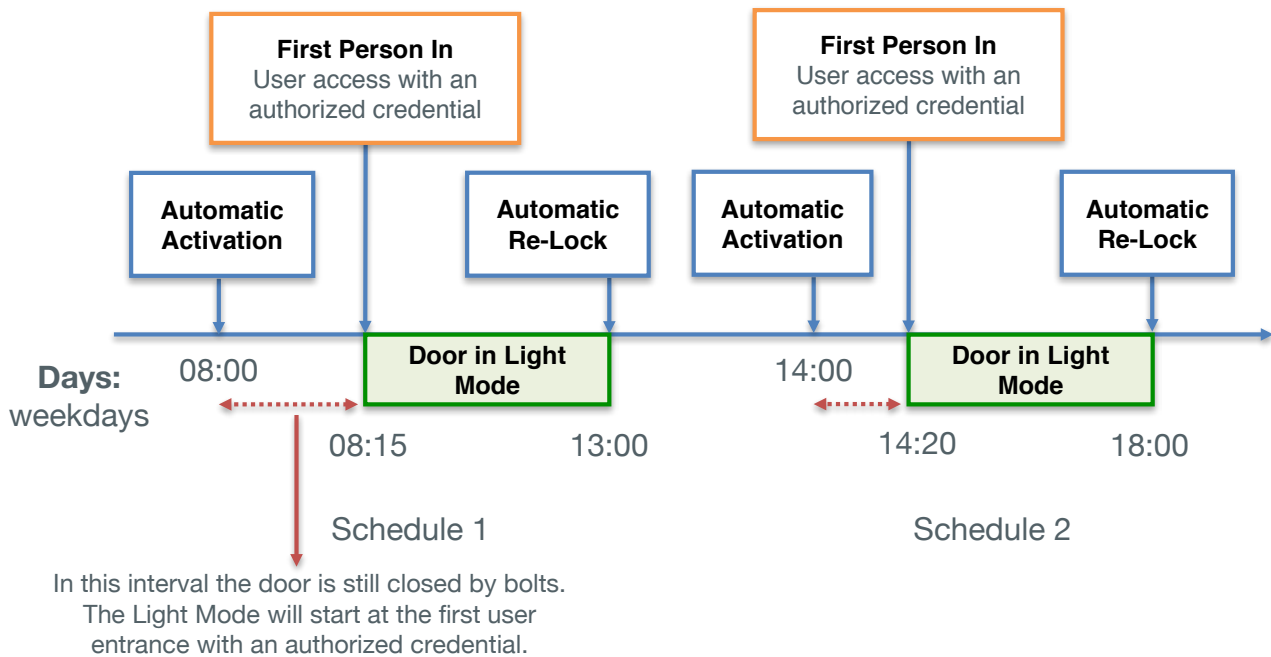 First Person In
User access with an
authorized credential
First Person In
User access with an
authorized credential
Automatic
Activation
Automatic
Re-Lock
Automatic
Activation
Automatic
Re-Lock
Days:
weekdays
08:00
Door in Light
Mode
14:00
Door in Light
Mode
08:15
13:00
14:20
18:00
Schedule 1
Schedule 2
In this interval the door is still closed by bolts.
The Light Mode will start at the first user
entrance with an authorized credential.